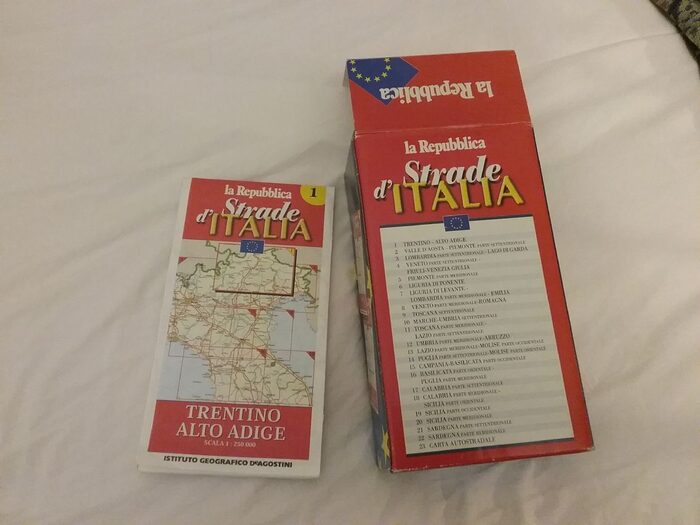 la Repubblica
1
Strade
d'ITALIA
TRENTINO
ALTO ADIGE
SCALA 1 : 250 000
ISTITUTO GEOGRAFICO DEAGOSTINI
la Repubblica
la Repubblica
Strade
d'ITALIA
1 TRENTINO - ALTO ADIGE
2 VALLE D'AOSTA - PIEMONTE PARTE SETTENTRIONALE
3 LOMBARDIA PARTE SETTENTRIONALE - LAGO DI GARDA
4 VENETO PARTE SETTENTRIONALE -
FRIULI-VENEZIA GIULIA
5 PIEMONTE PARTE MERIDIONALE
6 LIGURIA DI PONENTE
7 LIGURIA DI LEVANTE -
LOMBARDIA PARTE MERIDIONALE - EMILIA
8 VENETO PARTE MERIDIONALE-ROMAGNA
9 TOSCANA SETTENTRIONALE
10 MARCHE-UMBRIA SETTENTRIONALE
11 TOSCANA PARTE MERIDIONALE -
LAZIO PARTE SETTENTRIONALE
12 UMBRIA PARTE MERIDIONALE-ABRUZZO
13 LAZIO PARTE MERIDIONALE-MOLISE PARTE OCCIDENTALE
14 PUGLIA PARTE SETTENTRIONALE-MOLISE PARTE ORIENTALE
15 CAMPANIA-BASILICATA PARTE OCCIDENTALE
16 BASILICATA PARTE ORIENTALE -
PUGLIA PARTE MERIDIONALE
17 CALABRIA PARTE SETTENTRIONALE
18 CALABRIA PARTE MERIDIONALE -
SICILIA PARTE ORIENTALE
19 SICILIA PARTE OCCIDENTALE
20 SICILIA PARTE MERIDIONALE
21 SARDEGNA PARTE SETTENTRIONALE
22 SARDEGNA PARTE MERIDIONALE
23 CARTA AUTOSTRADALE